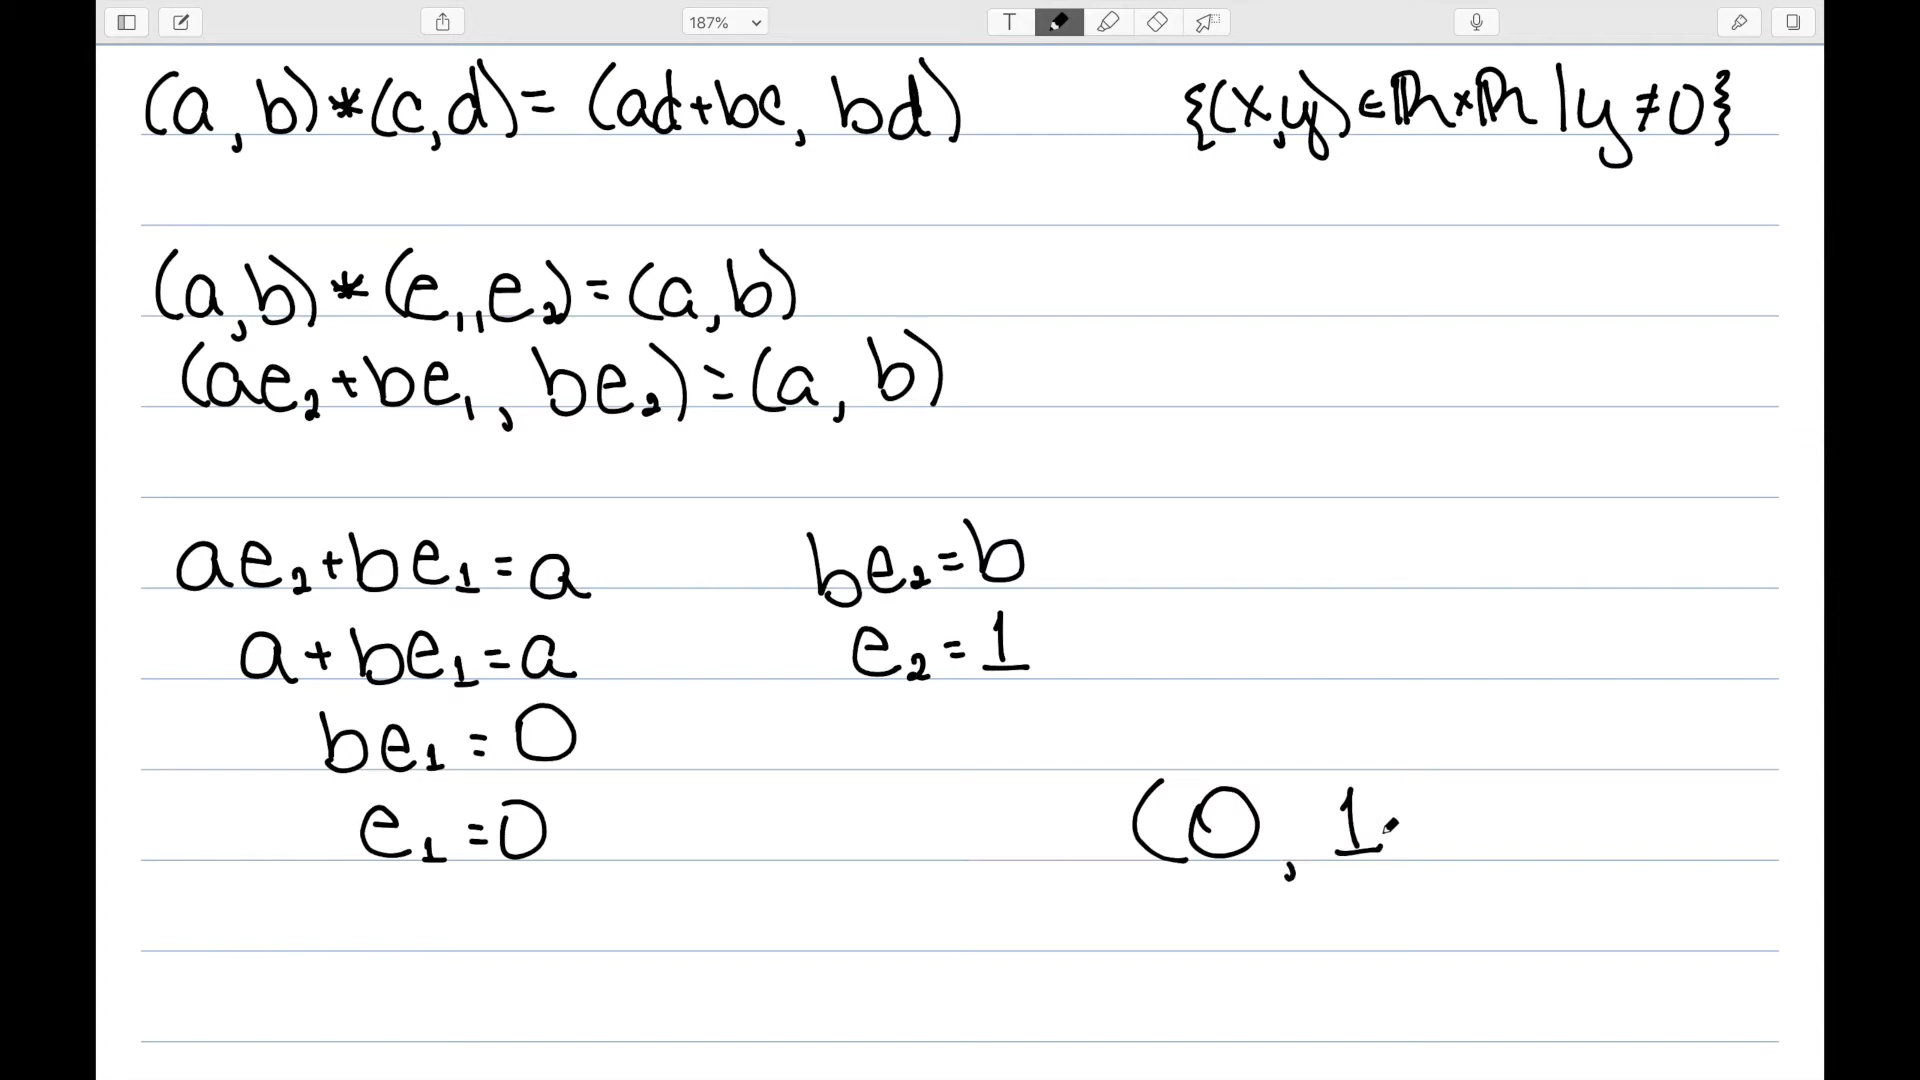 187%
T
(a, b)*(c,d)=(ad+bc, bd) {(x,y)∈ℝ×ℝ|y≠0}
(a,b)*(e₁,e₂)=(a,b)
(ae₂+be₁, be₂)=(a, b)
ae₂+be₁=a be₂=b
a+be₁=a e₂=1
be₁=0
e₁=0 (0, 1